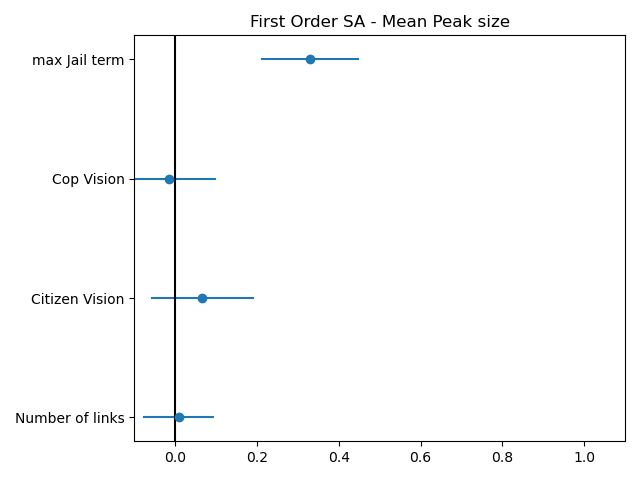 First Order SA - Mean Peak size
max Jail term
Cop Vision
Citizen Vision
Number of links
0.0 0.2 0.4 0.6 0.8 1.0